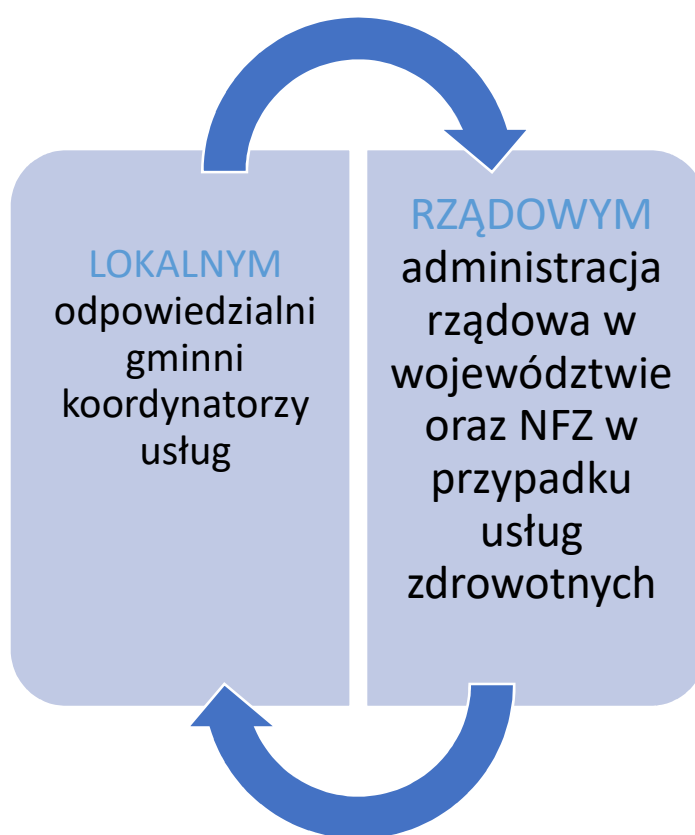 LOKALNYM
odpowiedzialni
gminni
koordynatorzy
usług
RZĄDOWYM
administracja
rządowa w
województwie
oraz NFZ w
przypadku
usług
zdrowotnych